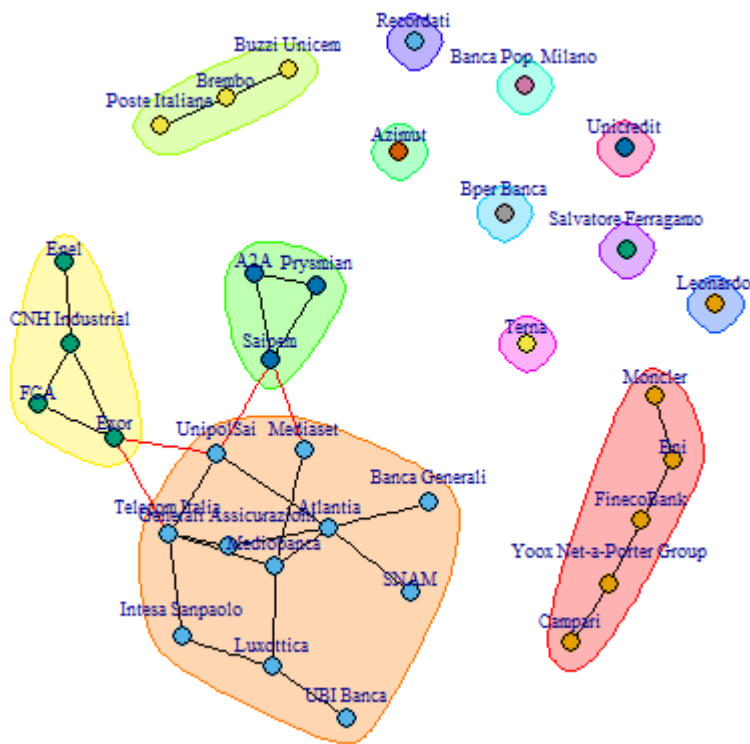 Recordati
Buzzi Unicem
Banca Pop. Milano
Brembo
Poste Italiane
Azimut
Unicredit
Bper Banca
Salvatore Ferragamo
Enel
A2A
Prysmian
Leonardo
CNH Industrial
Terna
Saipem
Moncler
FCA
Exor
UnipolSai
Mediaset
Eni
Banca Generali
FinecoBank
Telecom Italia
Atlantia
Generali Assicurazioni
Mediobanca
Yoox Net-a-Porter Group
SNAM
Intesa Sanpaolo
Campari
Luxottica
UBI Banca